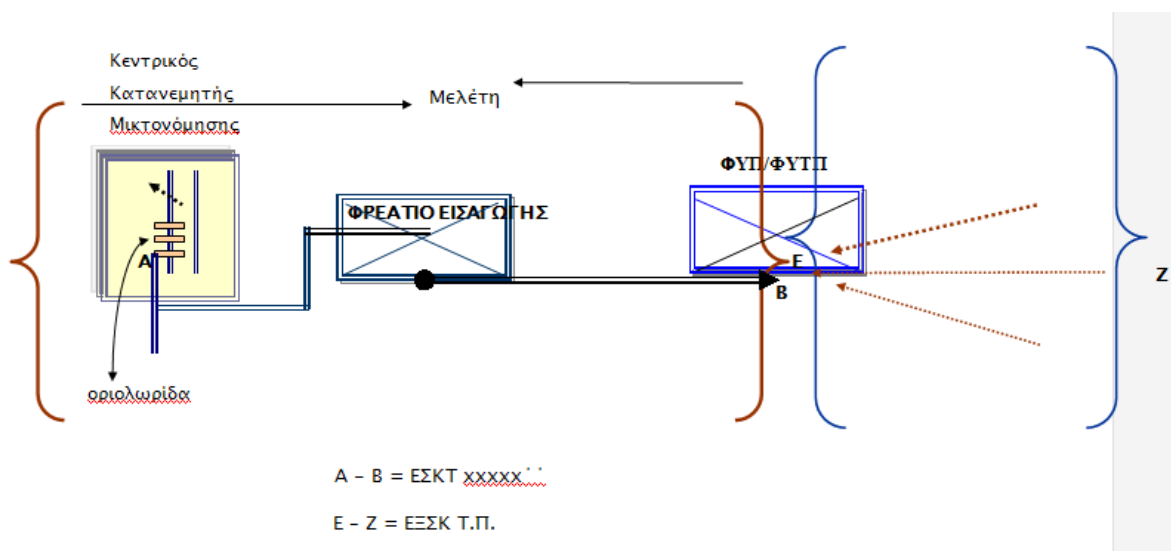 Κεντρικός
Κατανεμητής
Μικτονόμησης
Μελέτη
ΦΥΠ/ΦΥΤΠ
ΦΡΕΑΤΙΟ ΕΙΣΑΓΩΓΗΣ
Α
Ε
Β
Ζ
οριολωρίδα
Α – Β = ΕΣΚΤ xxxxx˙˙
Ε – Ζ = ΕΞΣΚ Τ.Π.